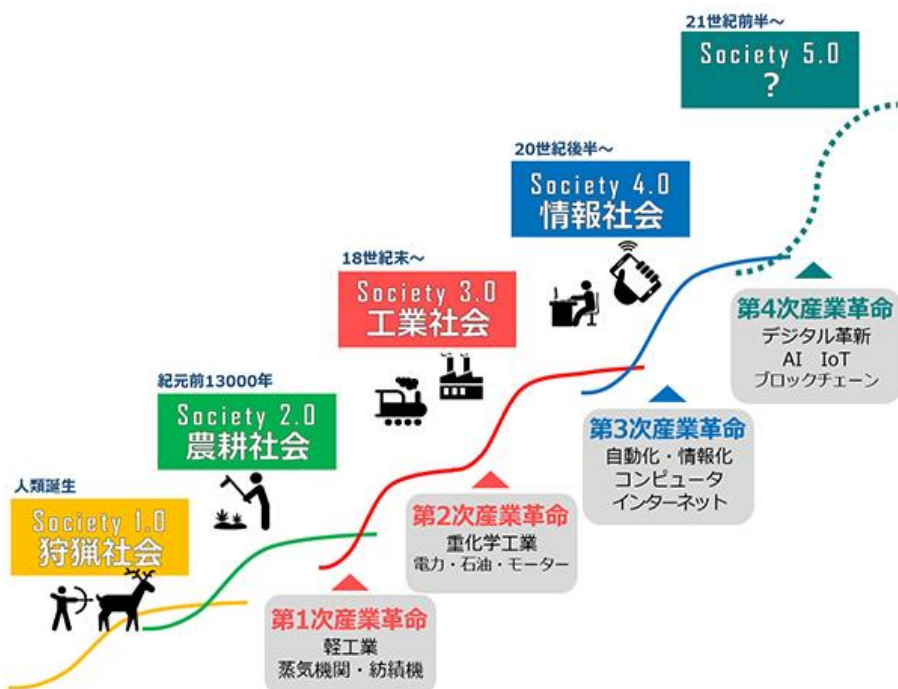 人類誕生
Society 1.0
狩猟社会
紀元前13000年
Society 2.0
農耕社会
18世紀末～
Society 3.0
工業社会
20世紀後半～
Society 4.0
情報社会
21世紀前半～
Society 5.0
？
第1次産業革命
軽工業
蒸気機関・紡績機
第2次産業革命
重化学工業
電力・石油・モーター
第3次産業革命
自動化・情報化
コンピュータ
インターネット
第4次産業革命
デジタル革新
AI IoT
ブロックチェーン